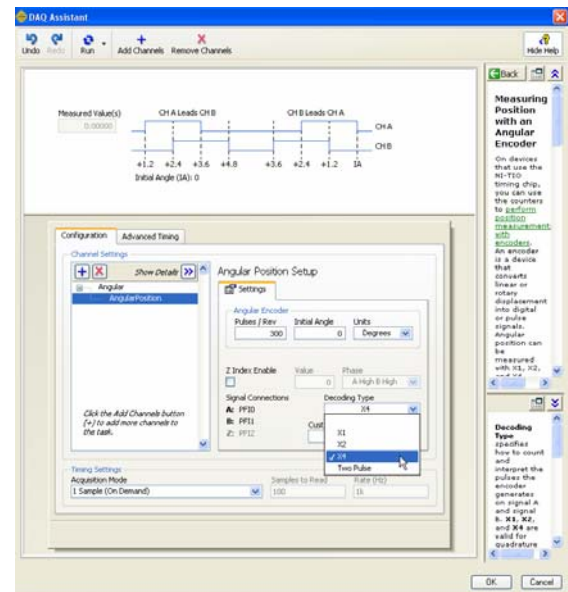 DAQ Assistant
Undo Redo Run Add Channels Remove Channels Hide Help
Back
Measured Value(s) CH A Leads CH B CH B Leads CH A
0.00000
CH A
CH B
+1.2 +2.4 +3.6 +4.8 +3.6 +2.4 +1.2 IA
Initial Angle (IA): 0
Measuring
Position
with an
Angular
Encoder
On devices
that use the
NI-TIO
timing chip,
you can use
the counters
to perform
position
measurement
with
encoders.
An encoder
is a device
that
converts
linear or
rotary
displacement
into digital
or pulse
signals.
Angular
position can
be
measured
with X1, X2,
and X4
Configuration Advanced Timing
Channel Settings
Show Details
Angular
AngularPosition
Click the Add Channels button
(+) to add more channels to
the task.
Angular Position Setup
Settings
Angular Encoder
Pulses / Rev Initial Angle Units
300 0 Degrees
Z Index Enable Value Phase
0 A High B High
Signal Connections Decoding Type
A: PFI0 X4
B: PFI1
Z: PFI2 Cust
X1
X2
X4
Two Pulse
Timing Settings
Acquisition Mode Samples to Read Rate (Hz)
1 Sample (On Demand) 100 1k
Decoding
Type
specifies
how to count
and
interpret the
pulses the
encoder
generates
on signal A
and signal
B. X1, X2,
and X4 are
valid for
quadrature
OK Cancel